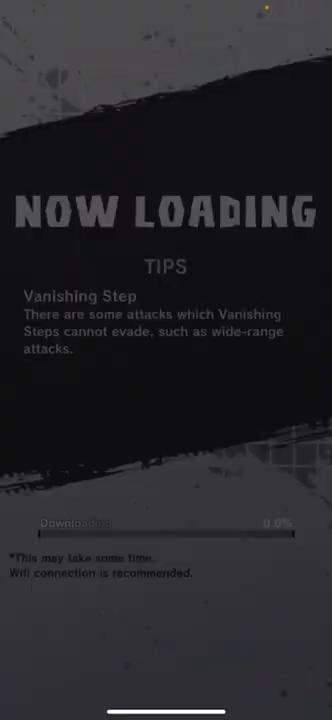 NOW LOADING
TIPS
Vanishing Step
There are some attacks which Vanishing
Steps cannot evade, such as wide-range
attacks.
Downloading 0.0%
*This may take some time.
Wifi connection is recommended.